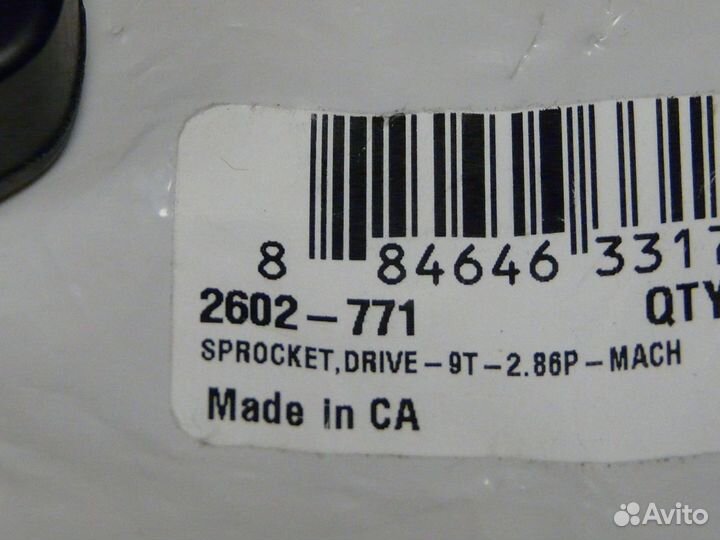 8 84646 3317
2602-771 QTY
SPROCKET,DRIVE-9T-2.86P-MACH
Made in CA
Avito